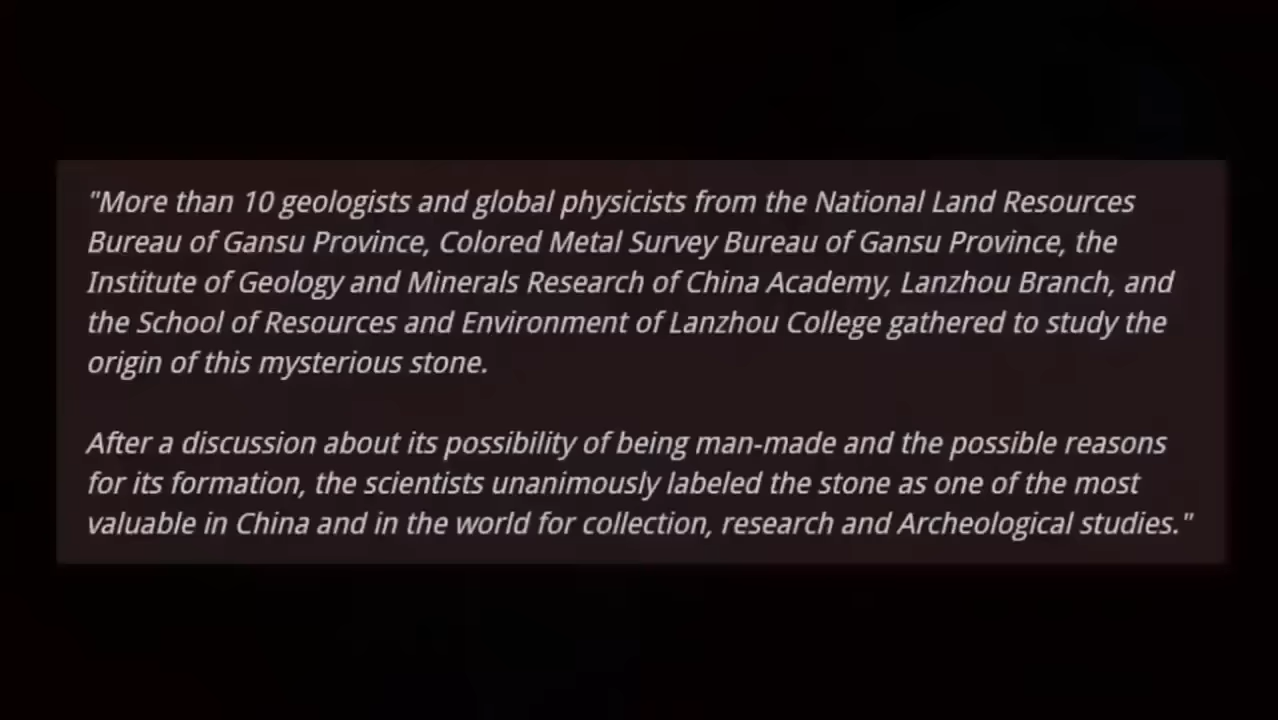 "More than 10 geologists and global physicists from the National Land Resources
Bureau of Gansu Province, Colored Metal Survey Bureau of Gansu Province, the
Institute of Geology and Minerals Research of China Academy, Lanzhou Branch, and
the School of Resources and Environment of Lanzhou College gathered to study the
origin of this mysterious stone.
After a discussion about its possibility of being man-made and the possible reasons
for its formation, the scientists unanimously labeled the stone as one of the most
valuable in China and in the world for collection, research and Archeological studies."